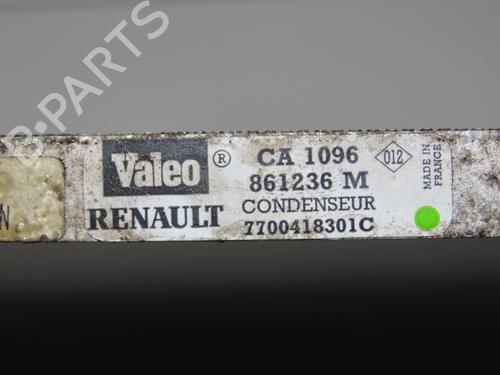 B-PARTS
N
Valeo ® CA 1096 012
861236 M
RENAULT CONDENSEUR
7700418301C
MADE IN
FRANCE